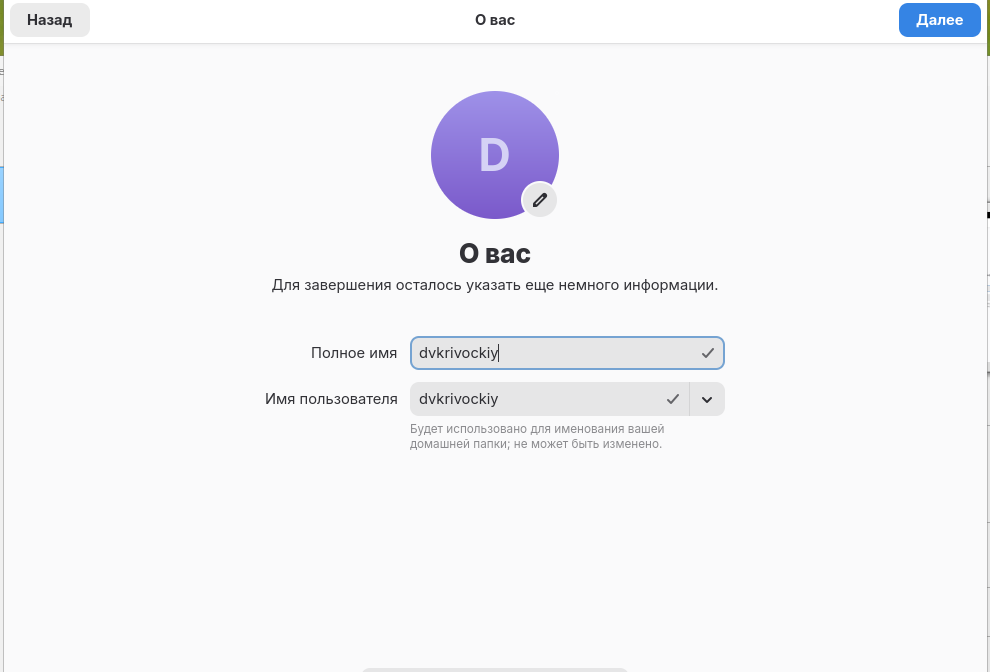 Назад
О вас
Далее
D
О вас
Для завершения осталось указать еще немного информации.
Полное имя
dvkrivockiy
Имя пользователя
dvkrivockiy
Будет использовано для именования вашей
домашней папки; не может быть изменено.